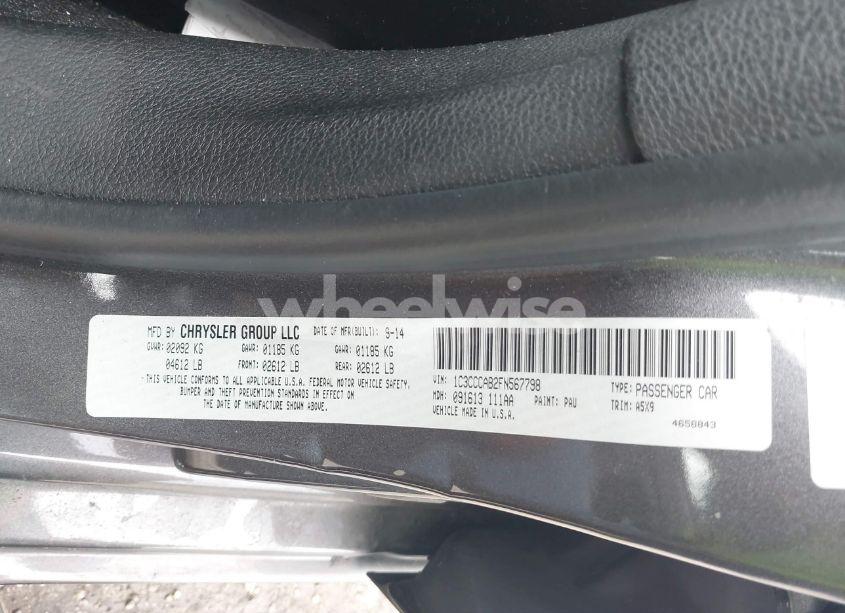 wheelwise
MFD BY CHRYSLER GROUP LLC DATE OF MFR(BUILT): 9-14
GVWR: 02092 KG GAWR: 01185 KG GAWR: 01185 KG
04612 LB FRONT: 02612 LB REAR: 02612 LB
- THIS VEHICLE CONFORMS TO ALL APPLICABLE U.S.A. FEDERAL MOTOR VEHICLE SAFETY,
BUMPER AND THEFT PREVENTION STANDARDS IN EFFECT ON
THE DATE OF MANUFACTURE SHOWN ABOVE.
VIN: 1C3CCCAB2FN567798 TYPE: PASSENGER CAR
MDH: 091613 111AA PAINT: PAU TRIM: A5X9
VEHICLE MADE IN U.S.A.
4658843